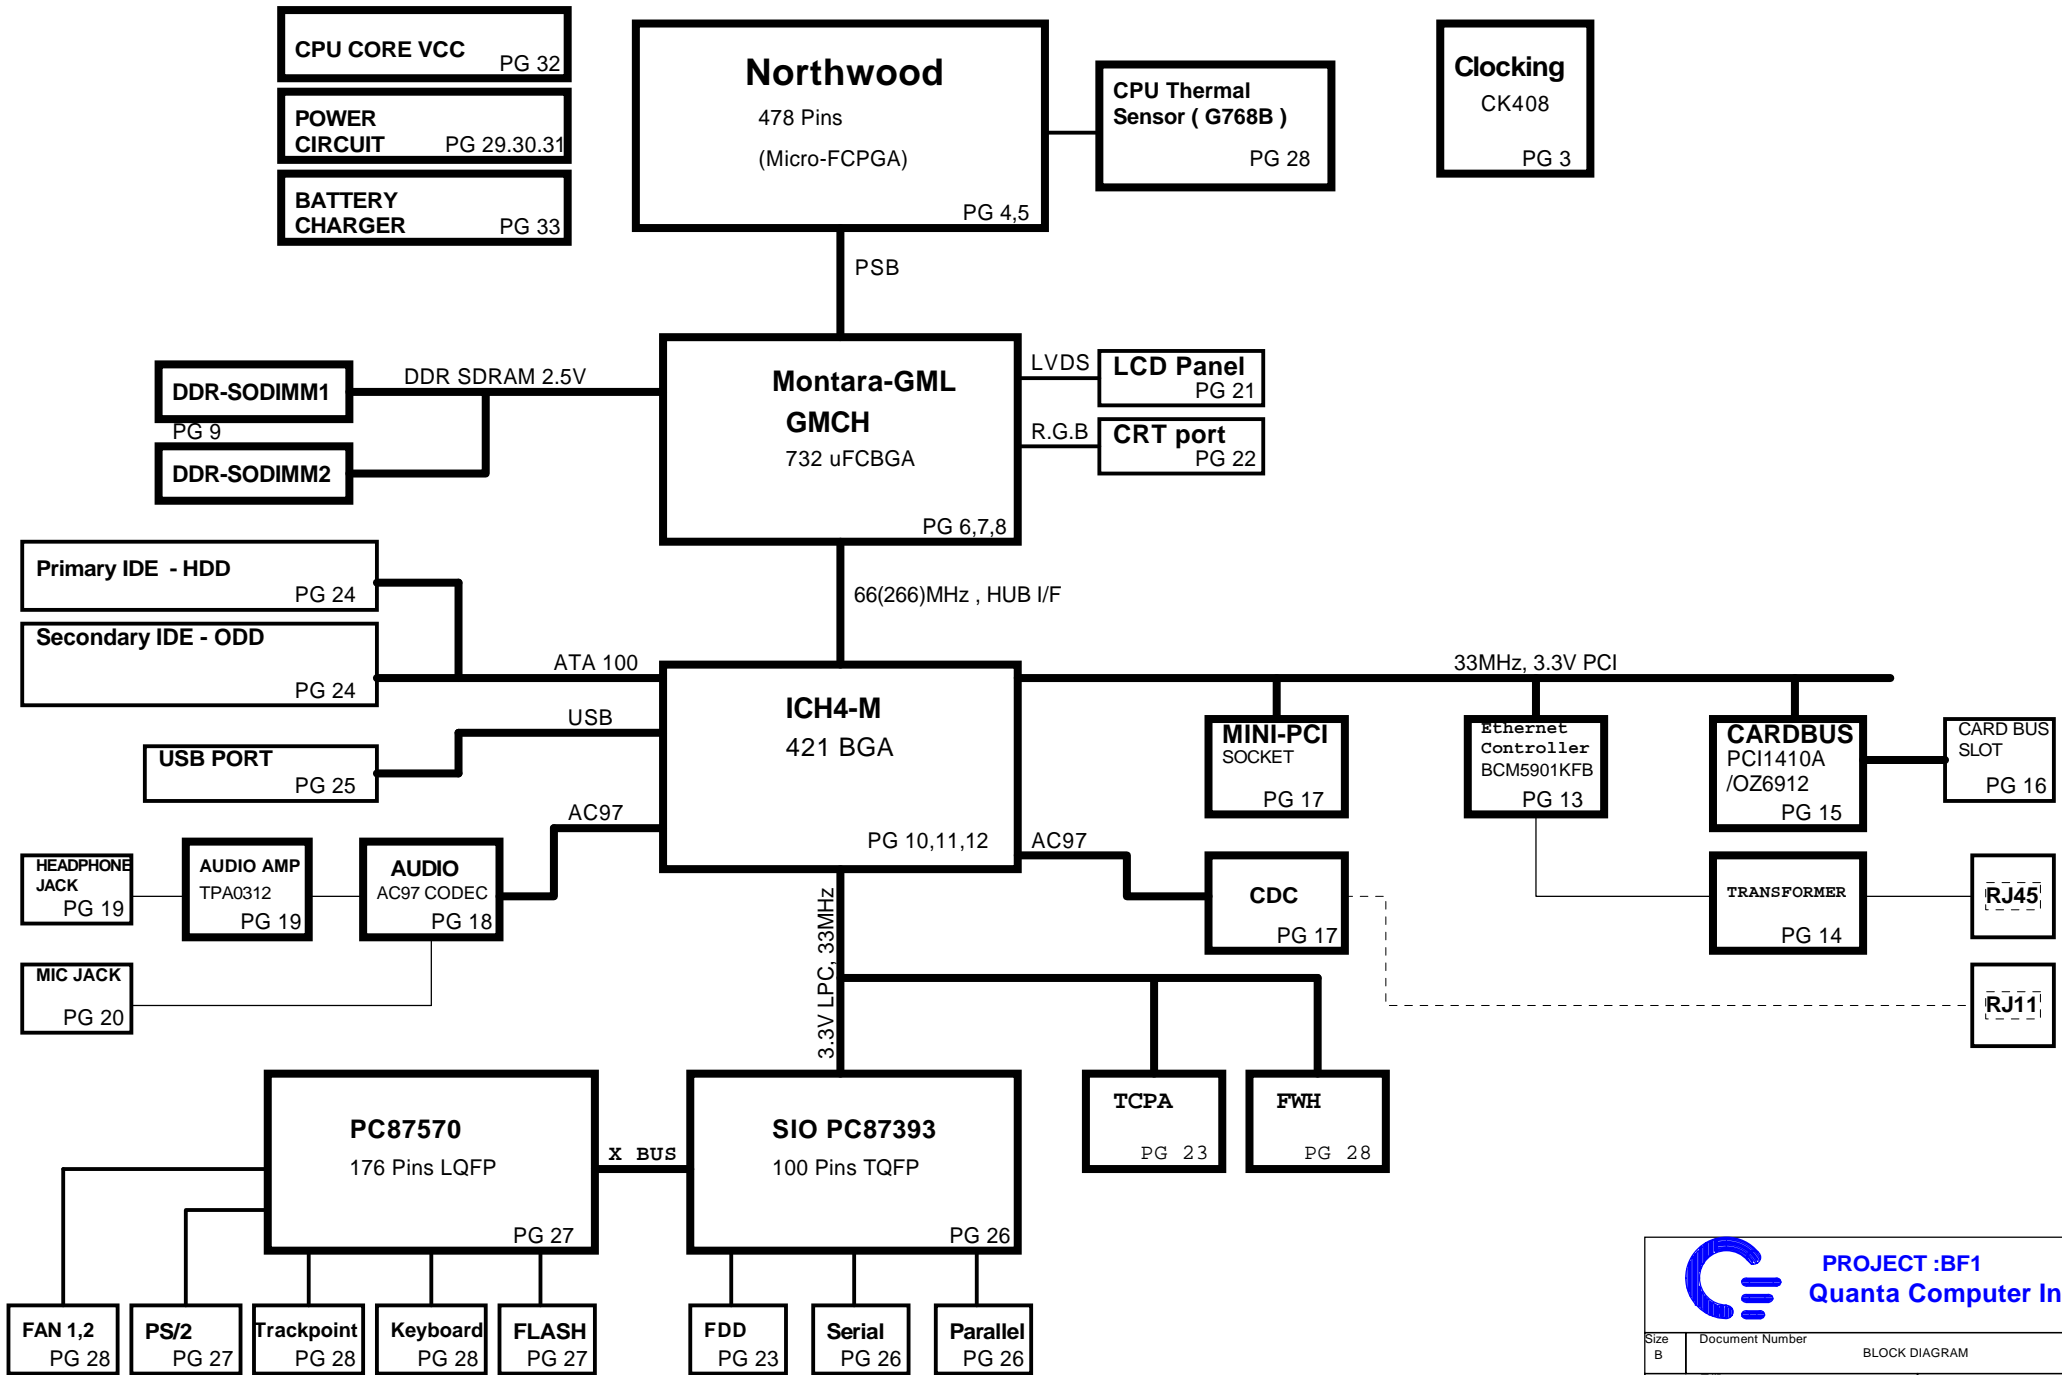 CPU CORE VCC
PG 32
POWER
CIRCUIT PG 29.30.31
BATTERY
CHARGER PG 33
Northwood
478 Pins
(Micro-FCPGA)
PG 4,5
CPU Thermal
Sensor ( G768B )
PG 28
Clocking
CK408
PG 3
PSB
DDR-SODIMM1
PG 9
DDR-SODIMM2
DDR SDRAM 2.5V
Montara-GML
GMCH
732 uFCBGA
PG 6,7,8
LVDS
LCD Panel
PG 21
R.G.B
CRT port
PG 22
Primary IDE - HDD
PG 24
Secondary IDE - ODD
PG 24
66(266)MHz , HUB I/F
ATA 100
USB
USB PORT
PG 25
AC97
ICH4-M
421 BGA
PG 10,11,12
33MHz, 3.3V PCI
MINI-PCI
SOCKET
PG 17
Ethernet
Controller
BCM5901KFB
PG 13
CARDBUS
PCI1410A
/OZ6912
PG 15
CARD BUS
SLOT
PG 16
HEADPHONE
JACK
PG 19
AUDIO AMP
TPA0312
PG 19
AUDIO
AC97 CODEC
PG 18
MIC JACK
PG 20
AC97
CDC
PG 17
TRANSFORMER
PG 14
RJ45
RJ11
3.3V LPC, 33MHz
PC87570
176 Pins LQFP
PG 27
X BUS
SIO PC87393
100 Pins TQFP
PG 26
TCPA
PG 23
FWH
PG 28
FAN 1,2
PG 28
PS/2
PG 27
Trackpoint
PG 28
Keyboard
PG 28
FLASH
PG 27
FDD
PG 23
Serial
PG 26
Parallel
PG 26
PROJECT :BF1
Quanta Computer In
Size
B
Document Number
BLOCK DIAGRAM